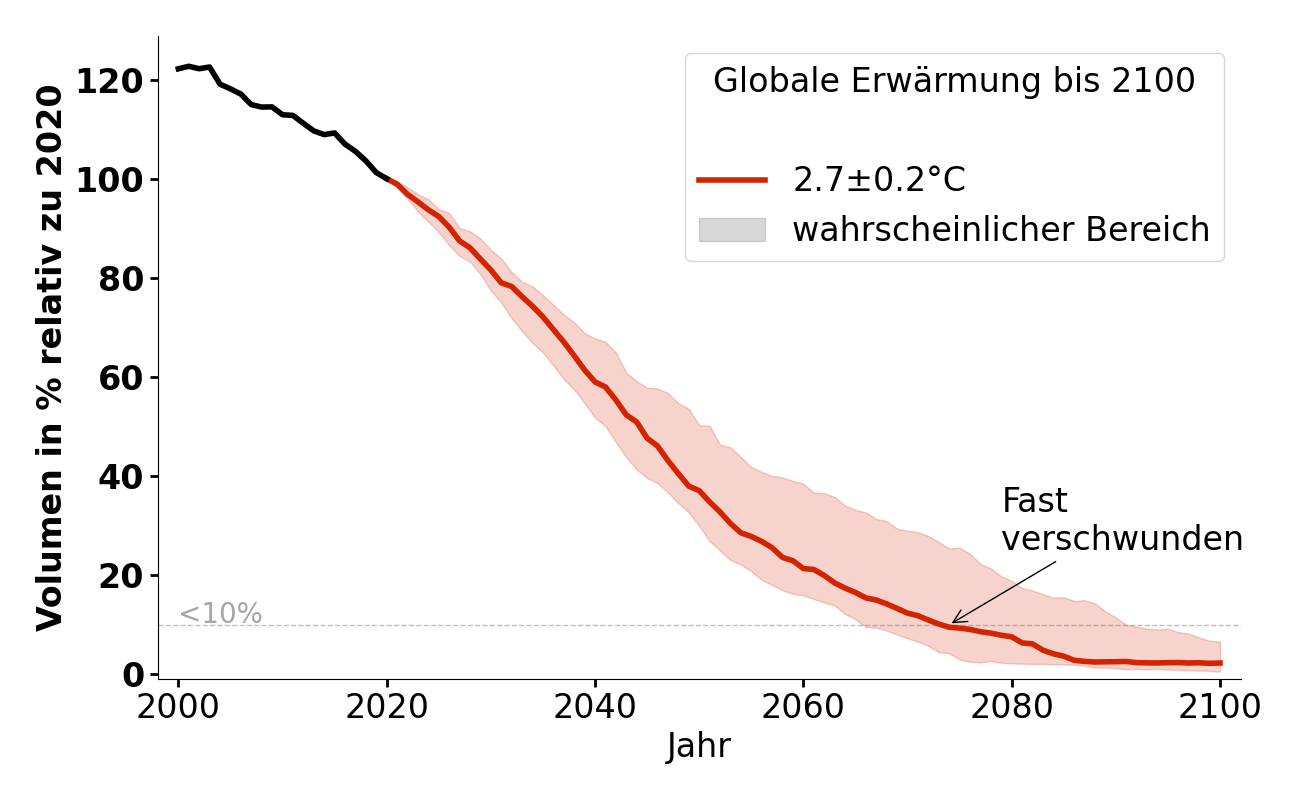 Volumen in % relativ zu 2020
120
100
80
60
40
20
0
Globale Erwärmung bis 2100
2.7±0.2°C
wahrscheinlicher Bereich
Fast
verschwunden
<10%
2000
2020
2040
2060
2080
2100
Jahr